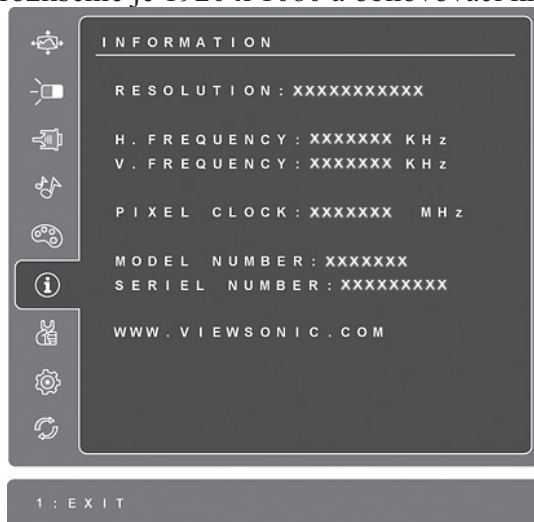 INFORMATION
RESOLUTION: XXXXXXXXXXX
H. FREQUENCY: XXXXXXX KHz
V. FREQUENCY: XXXXXXX KHz
PIXEL CLOCK: XXXXXXX MHz
MODEL NUMBER: XXXXXXX
SERIEL NUMBER: XXXXXXXXX
WWW.VIEWSONIC.COM
1: EXIT